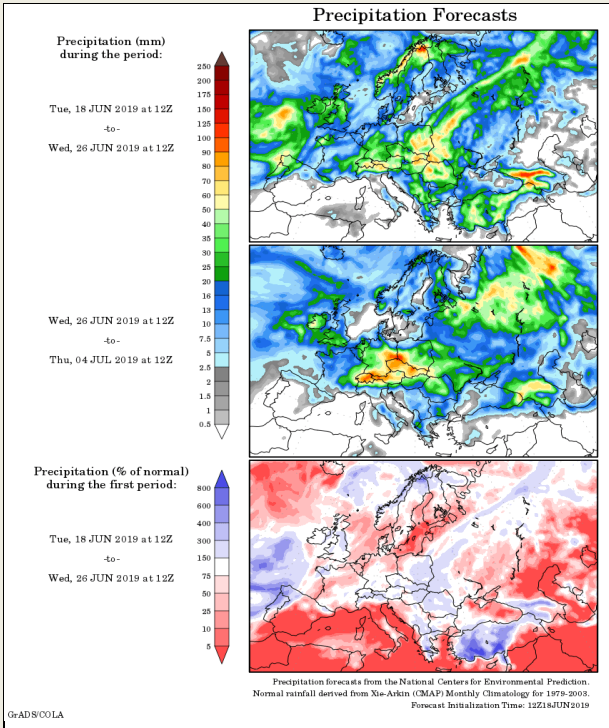 Precipitation Forecasts
Precipitation (mm)
during the period:
Tue, 18 JUN 2019 at 12Z
-to-
Wed, 26 JUN 2019 at 12Z
250
200
175
150
125
100
90
80
70
60
50
40
35
30
25
20
16
13
10
7.5
5
2.5
2
1.5
1
0.5
Wed, 26 JUN 2019 at 12Z
-to-
Thu, 04 JUL 2019 at 12Z
Precipitation (% of normal)
during the first period:
Tue, 18 JUN 2019 at 12Z
-to-
Wed, 26 JUN 2019 at 12Z
800
600
400
300
150
75
50
25
10
5
Precipitation forecasts from the National Centers for Environmental Prediction.
Normal rainfall derived from Xie-Arkin (CMAP) Monthly Climatology for 1979-2003.
Forecast Initialization Time: 12Z18JUN2019
GrADS/COLA